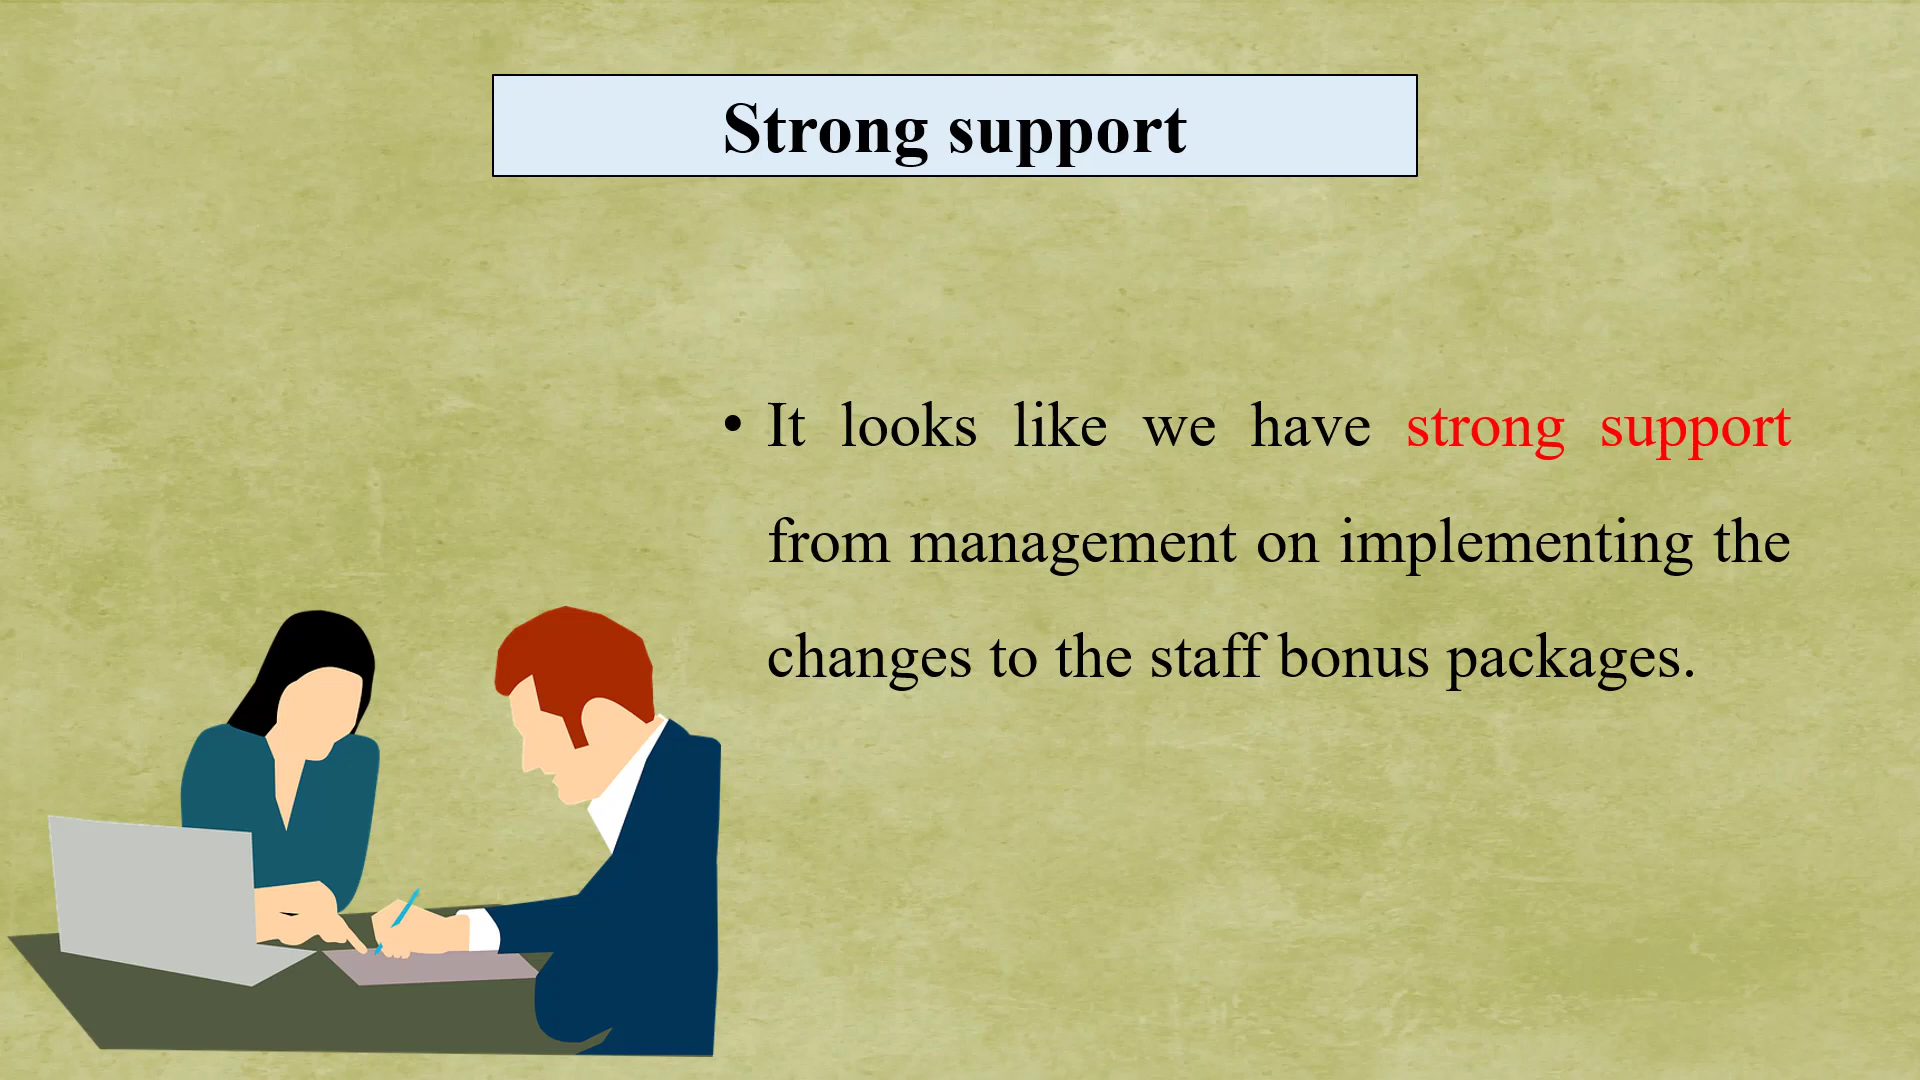 Strong support
• It looks like we have strong support
from management on implementing the
changes to the staff bonus packages.